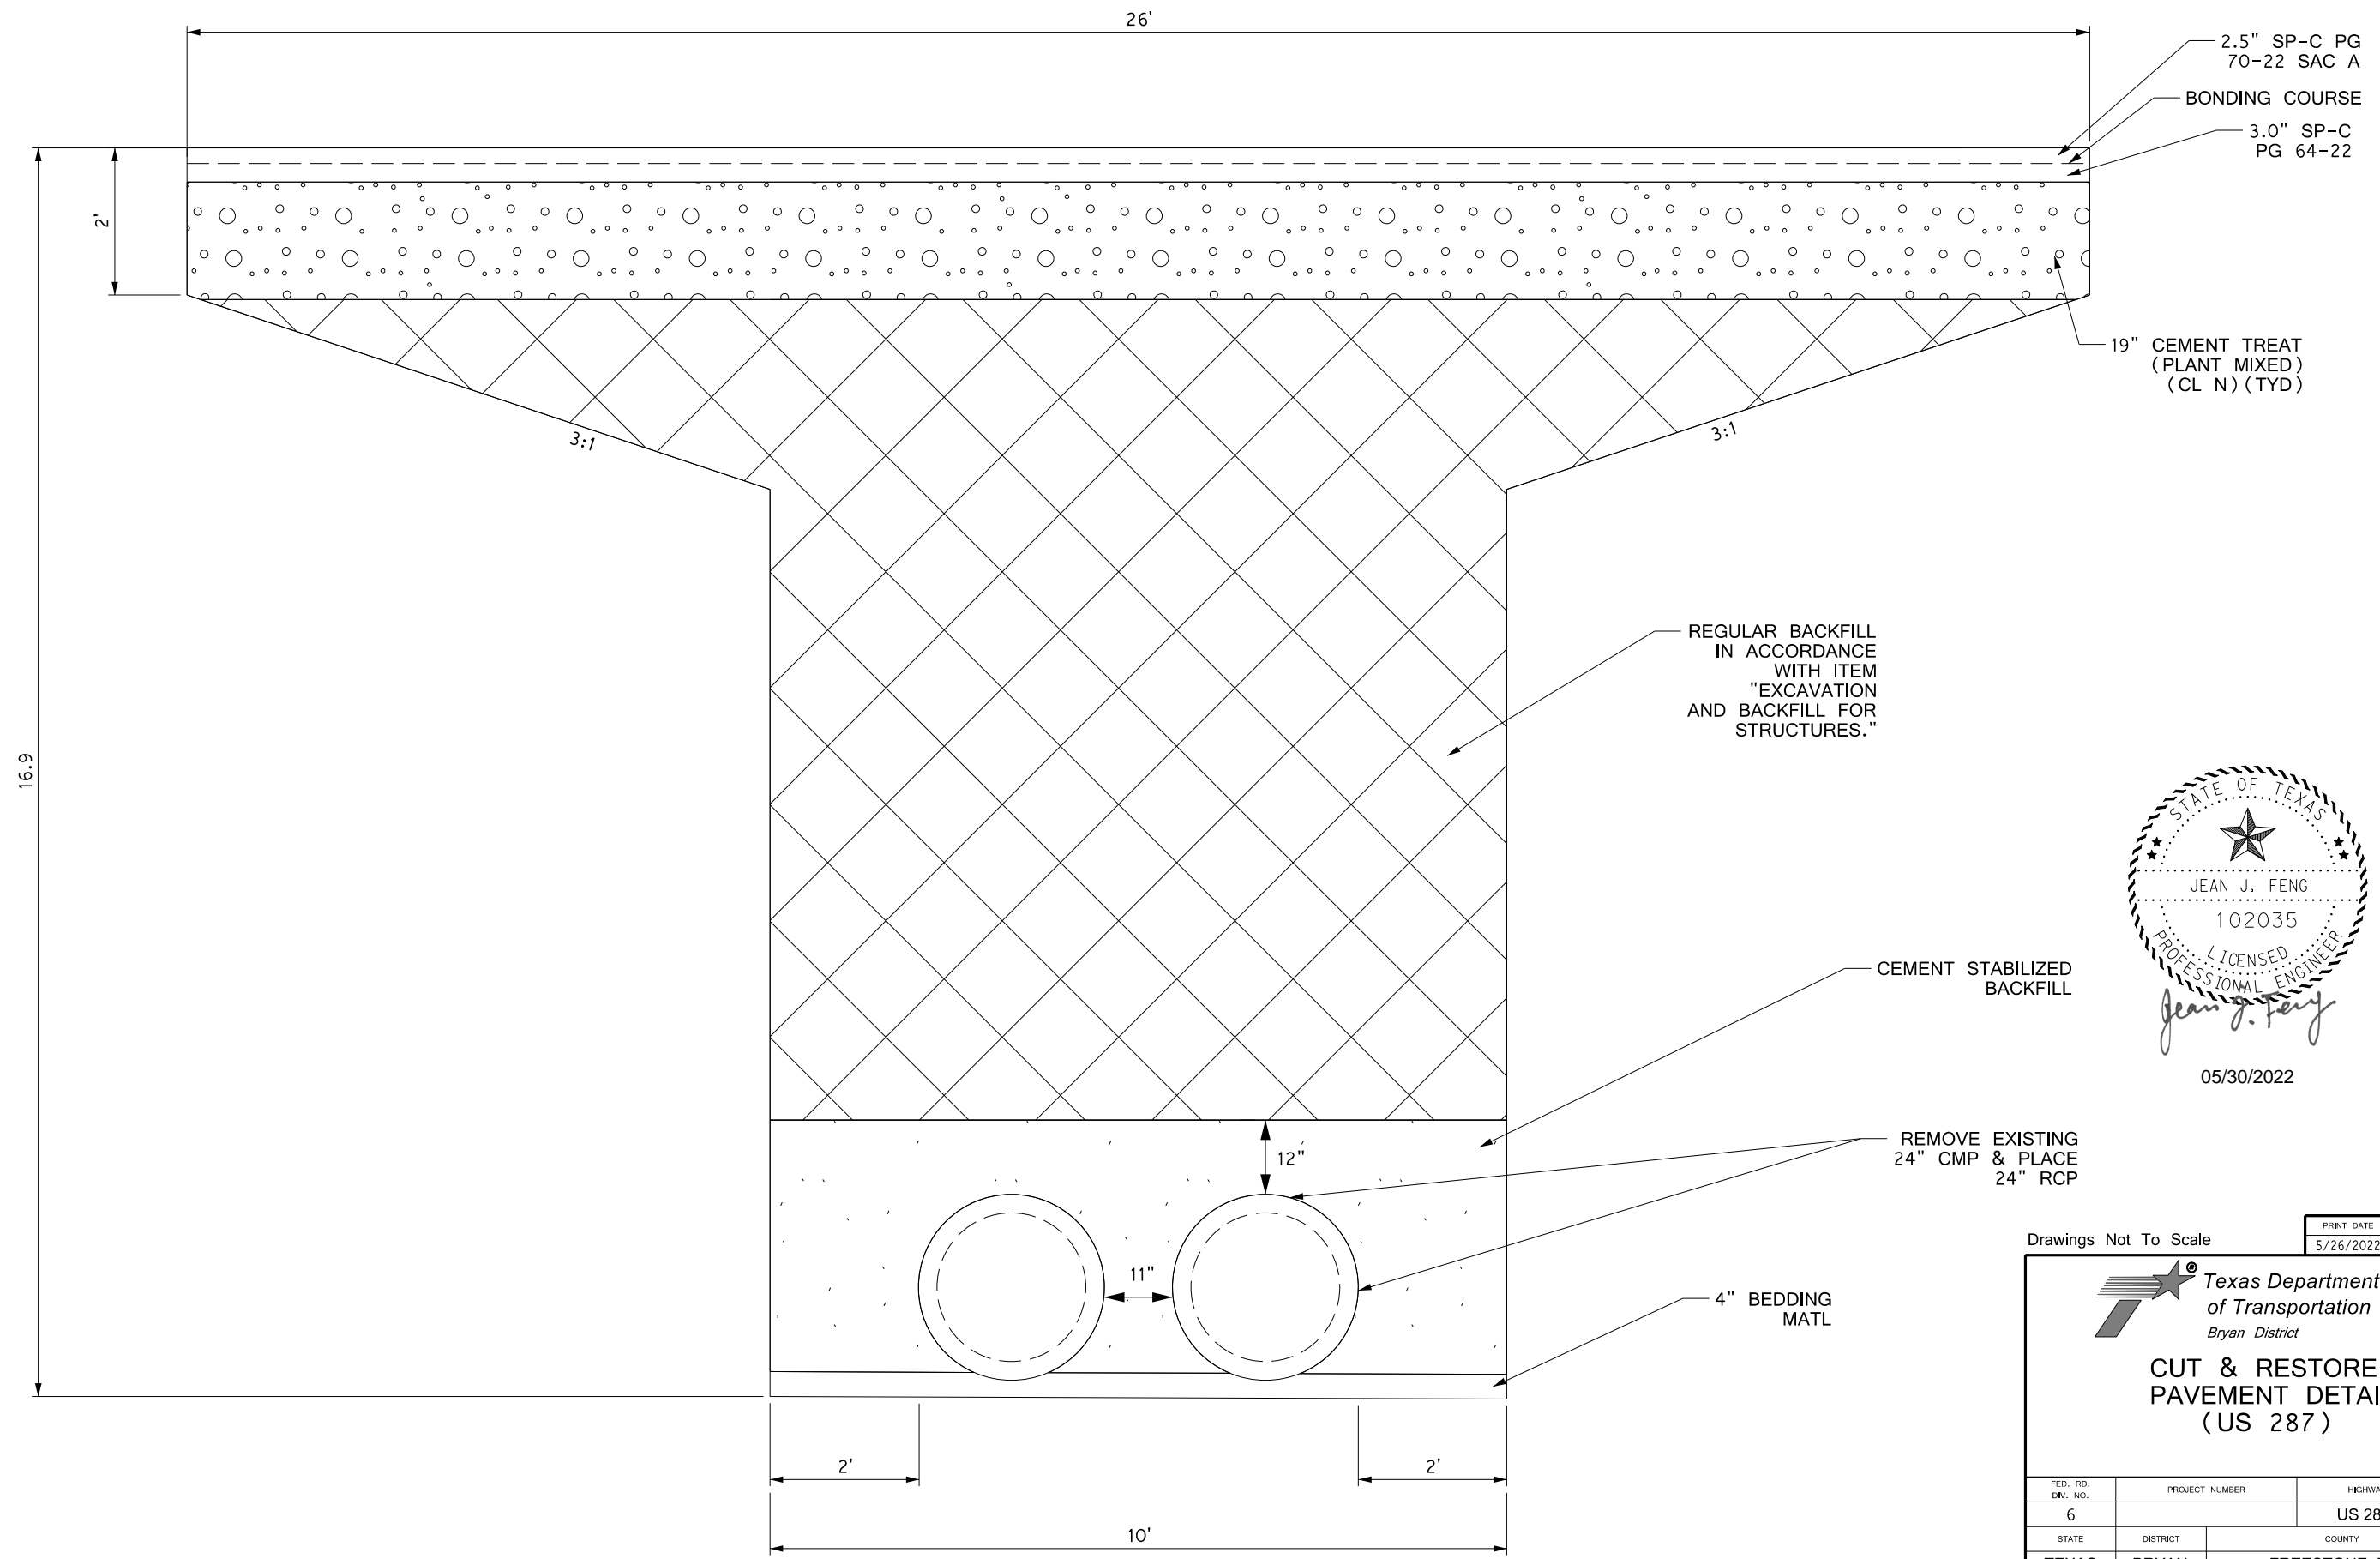 26'
2.5" SP-C PG
70-22 SAC A
BONDING COURSE
3.0" SP-C
PG 64-22
2'
19" CEMENT TREAT
(PLANT MIXED)
(CL N)(TYD)
3:1
3:1
16.9
REGULAR BACKFILL
IN ACCORDANCE
WITH ITEM
"EXCAVATION
AND BACKFILL FOR
STRUCTURES."
STATE OF TEXAS
JEAN J. FENG
102035
LICENSED
PROFESSIONAL ENGINEER
Jean J. Feng
05/30/2022
CEMENT STABILIZED
BACKFILL
12"
REMOVE EXISTING
24" CMP & PLACE
24" RCP
11"
4" BEDDING
MATL
2'
2'
10'
Drawings Not To Scale
PRINT DATE
5/26/2022
®
Texas Department
of Transportation
Bryan District
CUT & RESTORE
PAVEMENT DETAI
(US 287)
FED. RD.
DIV. NO.
PROJECT NUMBER
HIGHWA
6
US 28
STATE
DISTRICT
COUNTY